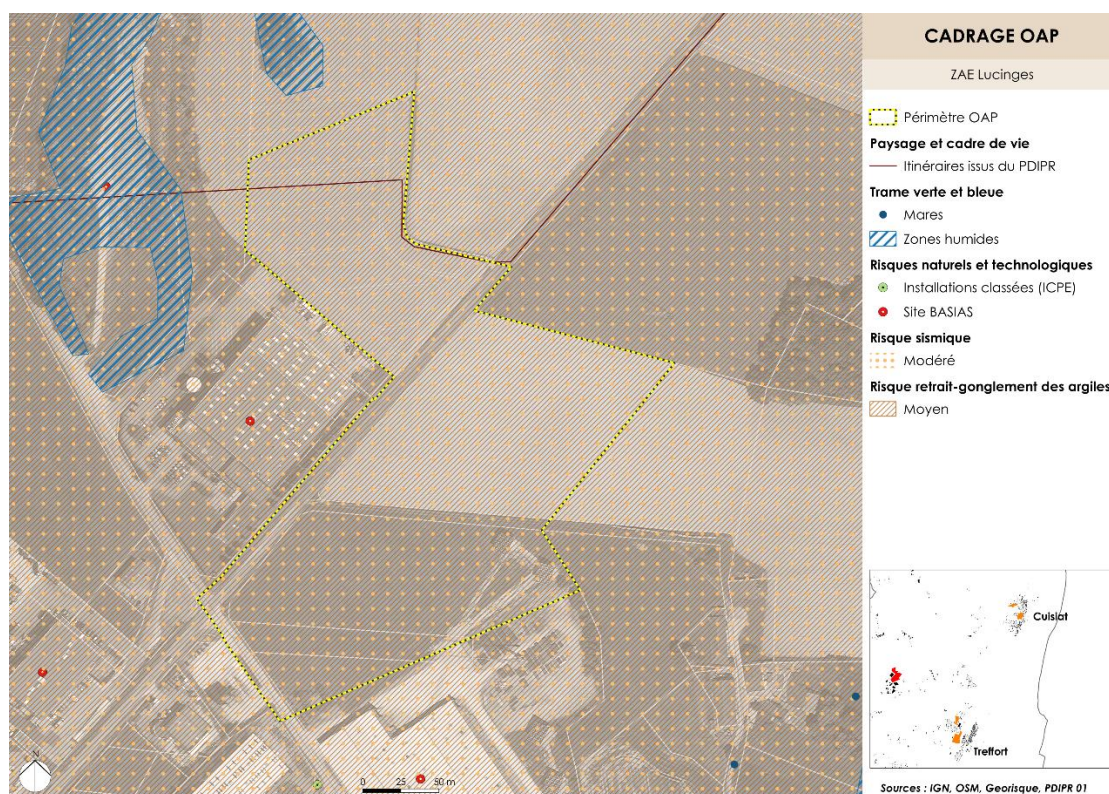 CADRAGE OAP
ZAE Lucinges
Périmètre OAP
Paysage et cadre de vie
Itinéraires issus du PDIPR
Trame verte et bleue
Mares
Zones humides
Risques naturels et technologiques
Installations classées (ICPE)
Site BASIAS
Risque sismique
Modéré
Risque retrait-gonglement des argiles
Moyen
Cuisiat
Treffort
N
0 25 50 m
Sources : IGN, OSM, Georisque, PDIPR 01